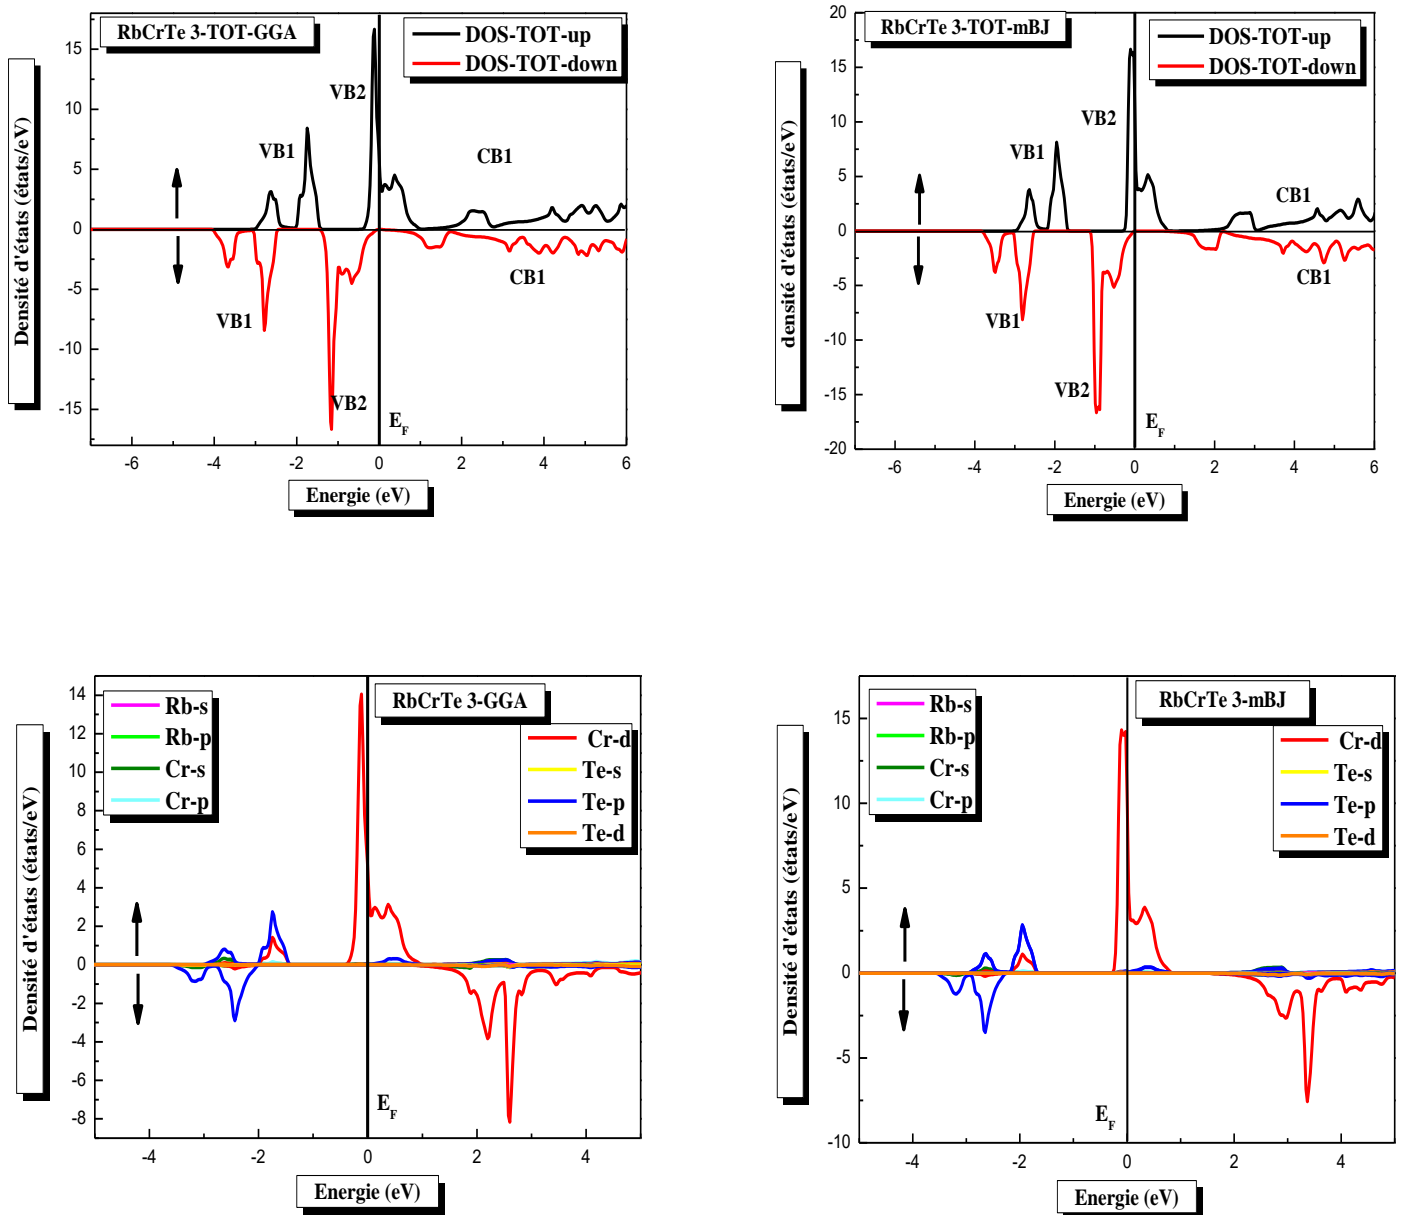 RbCrTe 3-TOT-GGA
DOS-TOT-up
DOS-TOT-down
VB2
VB1
CB1
15
10
5
0
-5
-10
-15
Densité d'états (états/eV)
VB1
CB1
VB2
E_F
-6 -4 -2 0 2 4 6
Energie (eV)
RbCrTe 3-TOT-mBJ
DOS-TOT-up
DOS-TOT-down
VB2
VB1
CB1
20
15
10
5
0
-5
-10
-15
-20
densité d'états (états/eV)
CB1
VB1
VB2
E_F
-6 -4 -2 0 2 4 6
Energie (eV)
Rb-s
Rb-p
Cr-s
Cr-p
RbCrTe 3-GGA
Cr-d
Te-s
Te-p
Te-d
14
12
10
8
6
4
2
0
-2
-4
-6
-8
Densité d'états (états/eV)
E_F
-4 -2 0 2 4
Energie (eV)
Rb-s
Rb-p
Cr-s
Cr-p
RbCrTe 3-mBJ
Cr-d
Te-s
Te-p
Te-d
15
10
5
0
-5
-10
Densité d'états (états/eV)
E_F
-4 -2 0 2 4
Energie (eV)